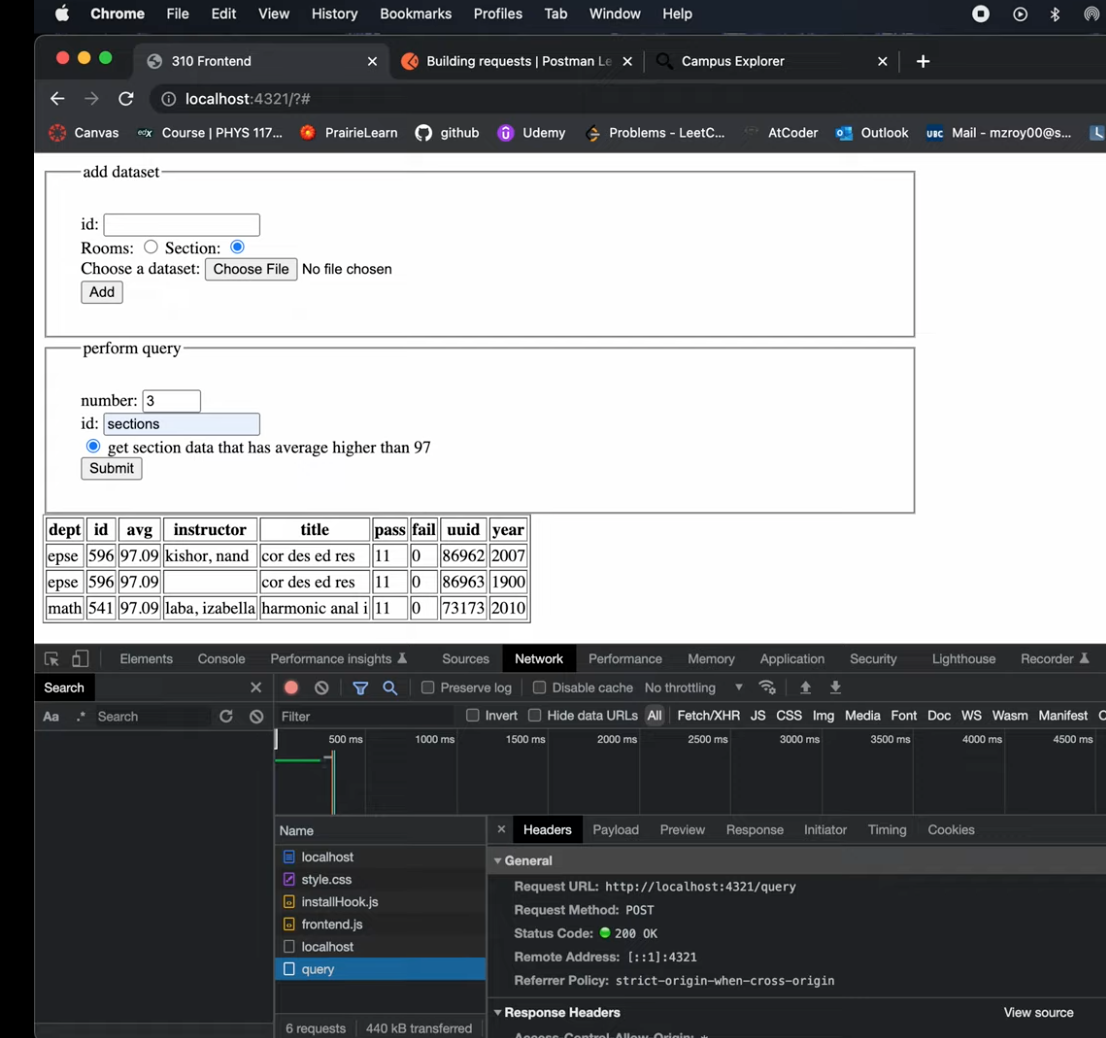 Chrome File Edit View History Bookmarks Profiles Tab Window Help
310 Frontend Building requests | Postman Le Campus Explorer
localhost:4321/?#
Canvas edx Course | PHYS 117... PrairieLearn github Udemy Problems - LeetC... AtCoder Outlook UBC Mail - mzroy00@s...
add dataset
id:
Rooms: Section:
Choose a dataset: Choose File No file chosen
Add
perform query
number: 3
id: sections
get section data that has average higher than 97
Submit
dept id avg instructor title pass fail uuid year
epse 596 97.09 kishor, nand cor des ed res 11 0 86962 2007
epse 596 97.09 cor des ed res 11 0 86963 1900
math 541 97.09 laba, izabella harmonic anal i 11 0 73173 2010
Elements Console Performance insights Sources Network Performance Memory Application Security Lighthouse Recorder
Search Preserve log Disable cache No throttling
Aa .* Search Filter Invert Hide data URLs All Fetch/XHR JS CSS Img Media Font Doc WS Wasm Manifest
500 ms 1000 ms 1500 ms 2000 ms 2500 ms 3000 ms 3500 ms 4000 ms 4500 ms
Name Headers Payload Preview Response Initiator Timing Cookies
localhost
style.css
installHook.js
frontend.js
localhost
query
General
Request URL: http://localhost:4321/query
Request Method: POST
Status Code: 200 OK
Remote Address: [::1]:4321
Referrer Policy: strict-origin-when-cross-origin
Response Headers View source
6 requests 440 kB transferred